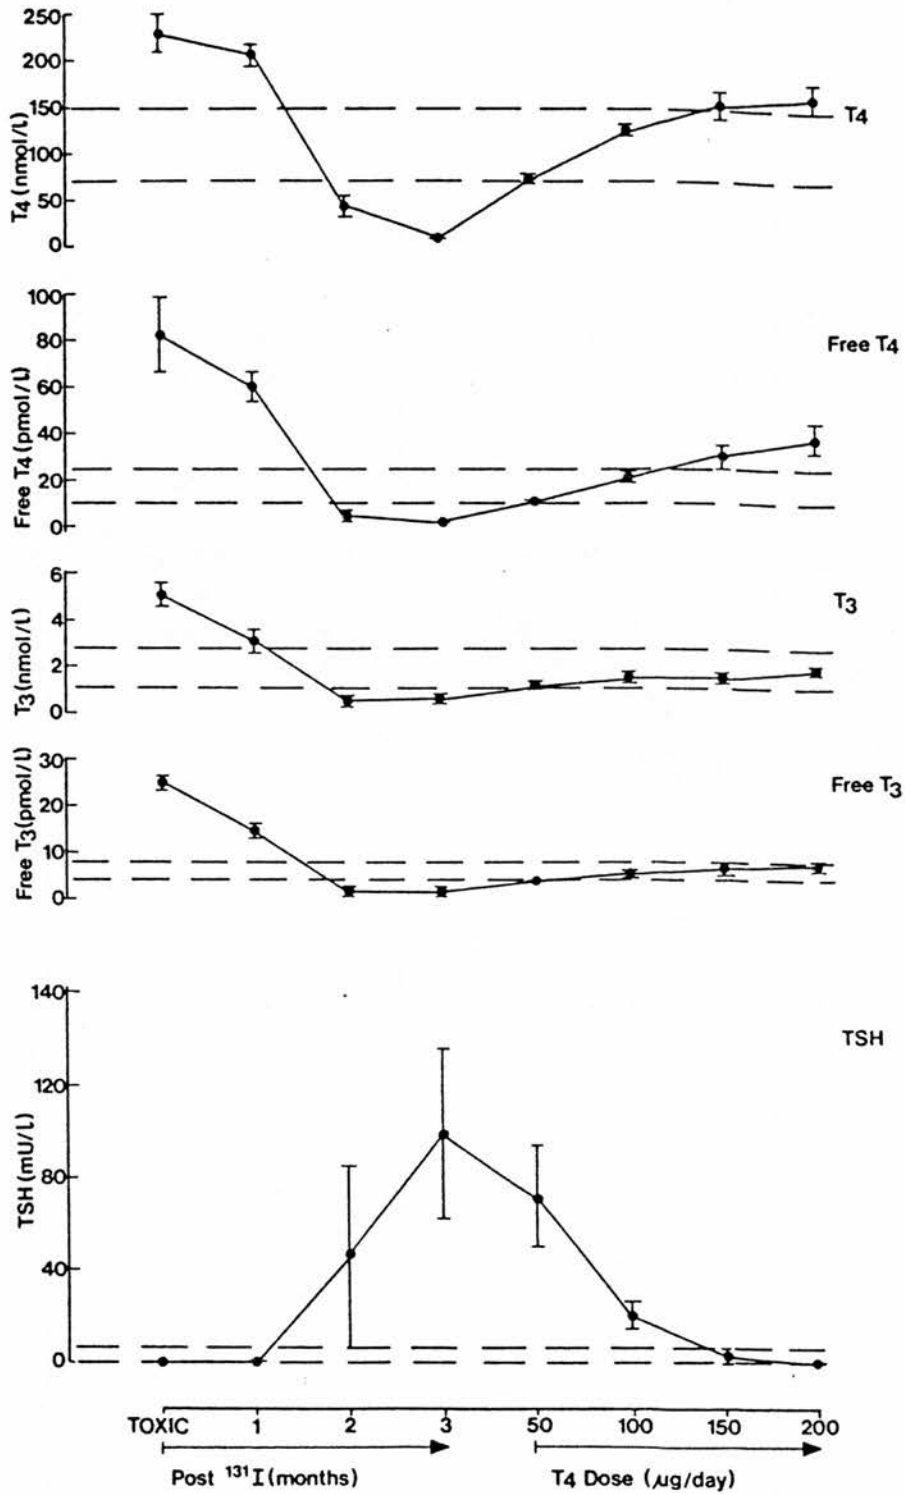 250
200
150
100
50
0
T4 (nmol/l)
T4
100
80
60
40
20
0
Free T4 (pmol/l)
Free T4
6
4
2
0
T3 (nmol/l)
T3
30
20
10
0
Free T3 (pmol/l)
Free T3
140
120
80
40
0
TSH (mU/l)
TSH
TOXIC 1 2 3 50 100 150 200
Post 131I (months) T4 Dose (µg/day)